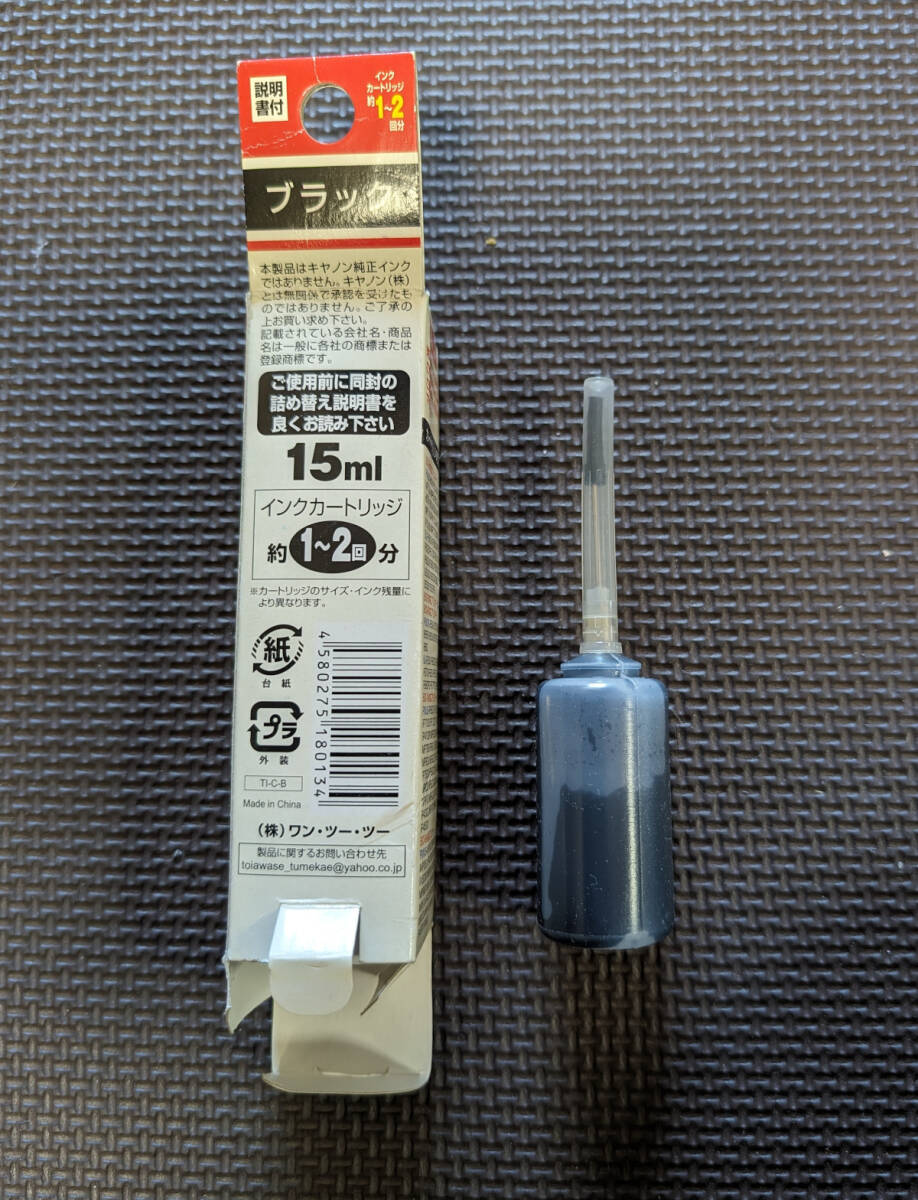 説明
書付
インク
カートリッジ
約1~2
回分
ブラック
本製品はキヤノン純正インク
ではありません。キヤノン(株)
とは無関係で承認を受けたも
のではありません。ご了承の
上お買い求め下さい。
記載されている会社名・商品
名は一般に各社の商標または
登録商標です。
ご使用前に同封の
詰め替え説明書を
良くお読み下さい
15ml
インクカートリッジ
約1~2回分
※カートリッジのサイズ・インク残量に
より異なります。
紙
台紙
プラ
外装
4580275180134
TI-C-B
Made in China
(株)ワン・ツー・ツー
製品に関するお問い合わせ先
toiawase_tumekae@yahoo.co.jp